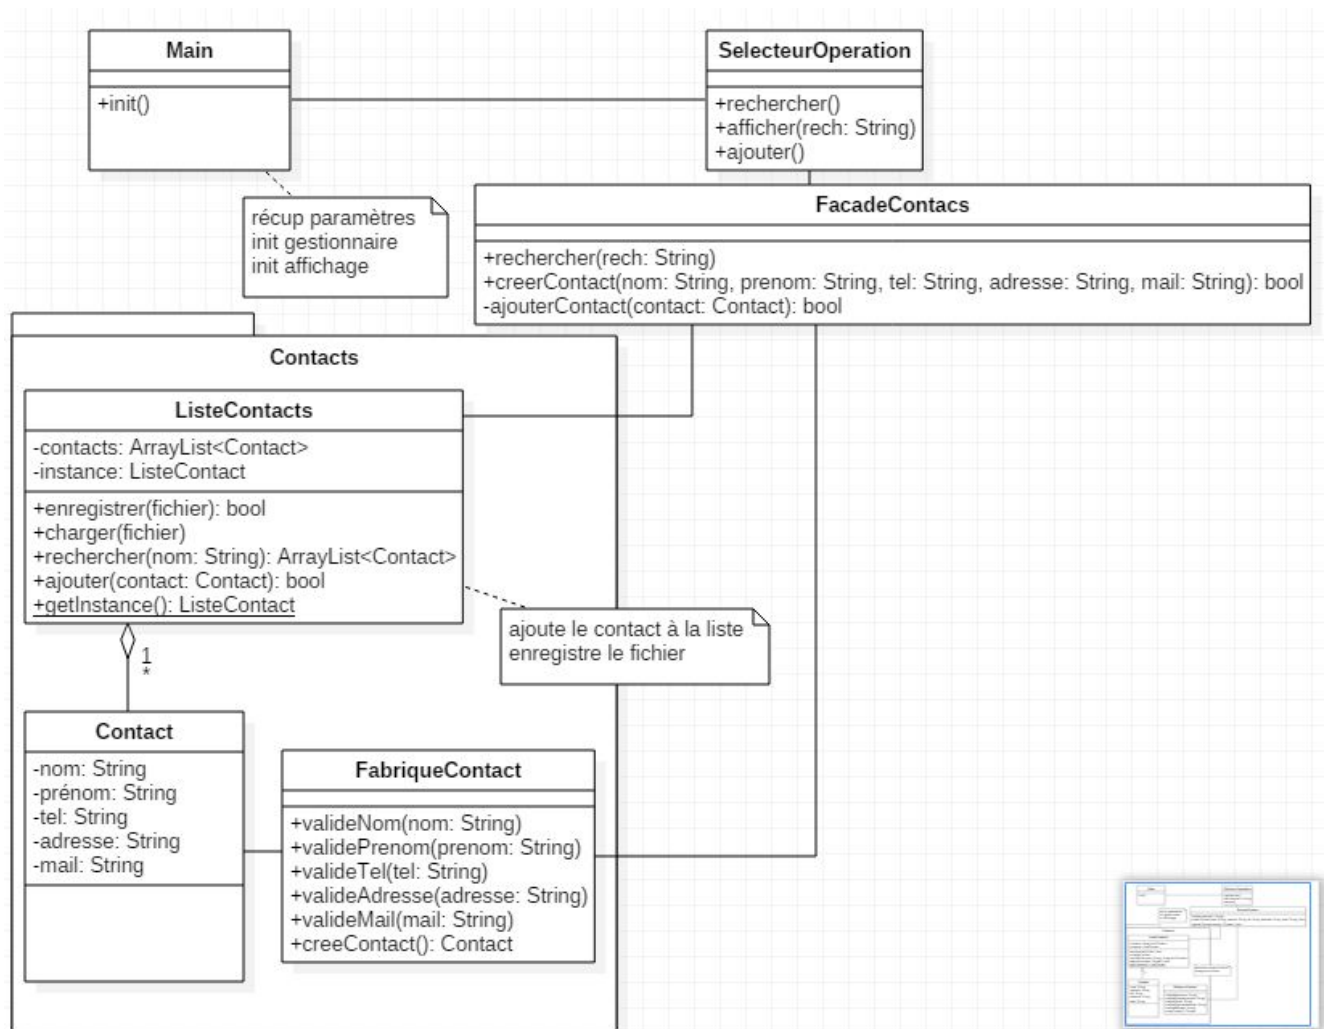 Main
+init()
SelecteurOperation
+rechercher()
+afficher(rech: String)
+ajouter()
récup paramètres
init gestionnaire
init affichage
FacadeContacs
+rechercher(rech: String)
+creerContact(nom: String, prenom: String, tel: String, adresse: String, mail: String): bool
-ajouterContact(contact: Contact): bool
Contacts
ListeContacts
-contacts: ArrayList<Contact>
-instance: ListeContact
+enregistrer(fichier): bool
+charger(fichier)
+rechercher(nom: String): ArrayList<Contact>
+ajouter(contact: Contact): bool
+getInstance(): ListeContact
ajoute le contact à la liste
enregistre le fichier
1
*
Contact
-nom: String
-prénom: String
-tel: String
-adresse: String
-mail: String
FabriqueContact
+valideNom(nom: String)
+validePrenom(prenom: String)
+valideTel(tel: String)
+valideAdresse(adresse: String)
+valideMail(mail: String)
+creeContact(): Contact